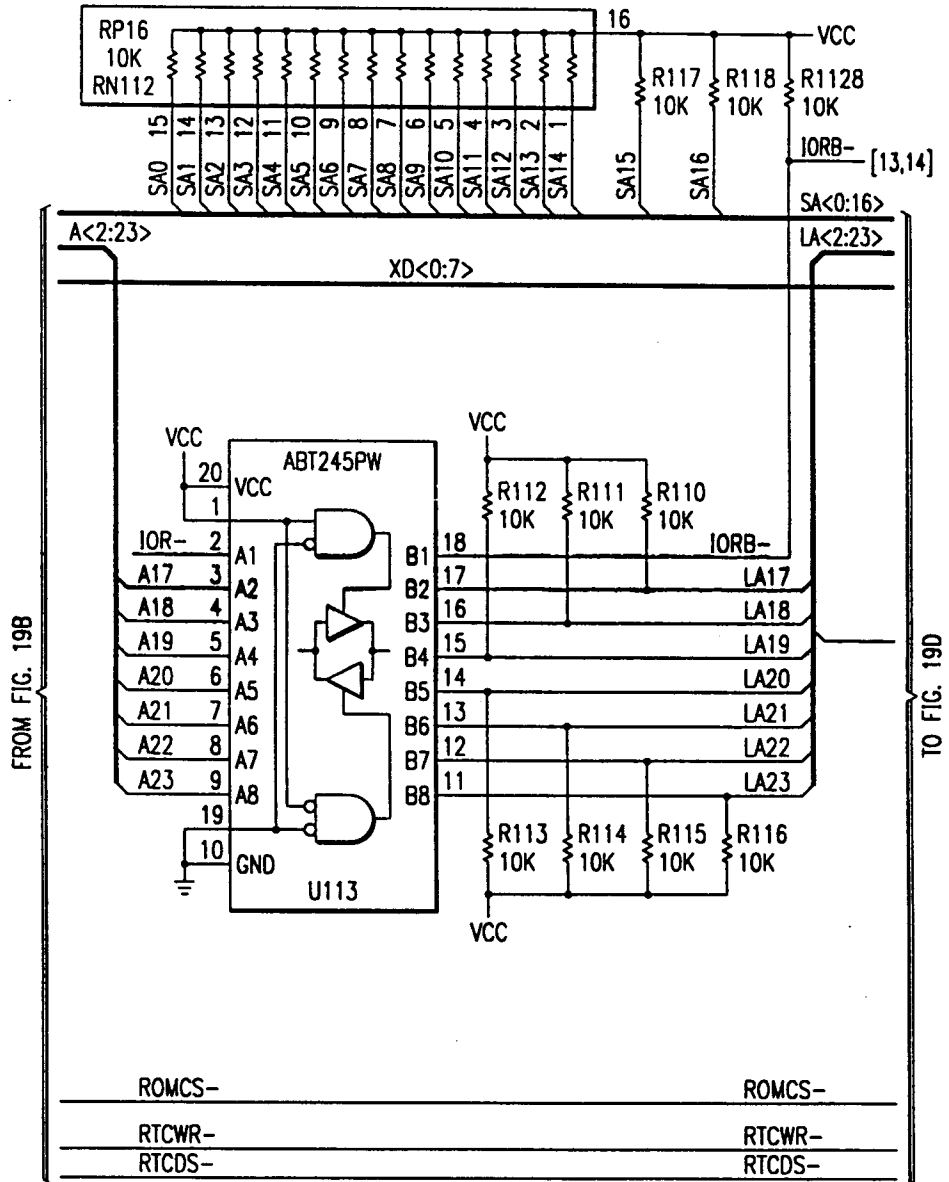 RP16
10K
RN112
16
VCC
R117
10K
R118
10K
R1128
10K
15
14
13
12
11
10
9
8
7
6
5
4
3
2
1
SA0
SA1
SA2
SA3
SA4
SA5
SA6
SA7
SA8
SA9
SA10
SA11
SA12
SA13
SA14
SA15
SA16
IORB-
[13,14]
SA<0:16>
A<2:23>
LA<2:23>
XD<0:7>
VCC
20
VCC
ABT245PW
1
IOR-
2
A1
A17
3
A2
A18
4
A3
A19
5
A4
A20
6
A5
A21
7
A6
A22
8
A7
A23
9
A8
19
10
GND
U113
VCC
R112
10K
R111
10K
R110
10K
B1
18
IORB-
B2
17
LA17
B3
16
LA18
B4
15
LA19
B5
14
LA20
B6
13
LA21
B7
12
LA22
B8
11
LA23
R113
10K
R114
10K
R115
10K
R116
10K
VCC
FROM FIG. 19B
TO FIG. 19D
ROMCS-
ROMCS-
RTCWR-
RTCWR-
RTCDS-
RTCDS-